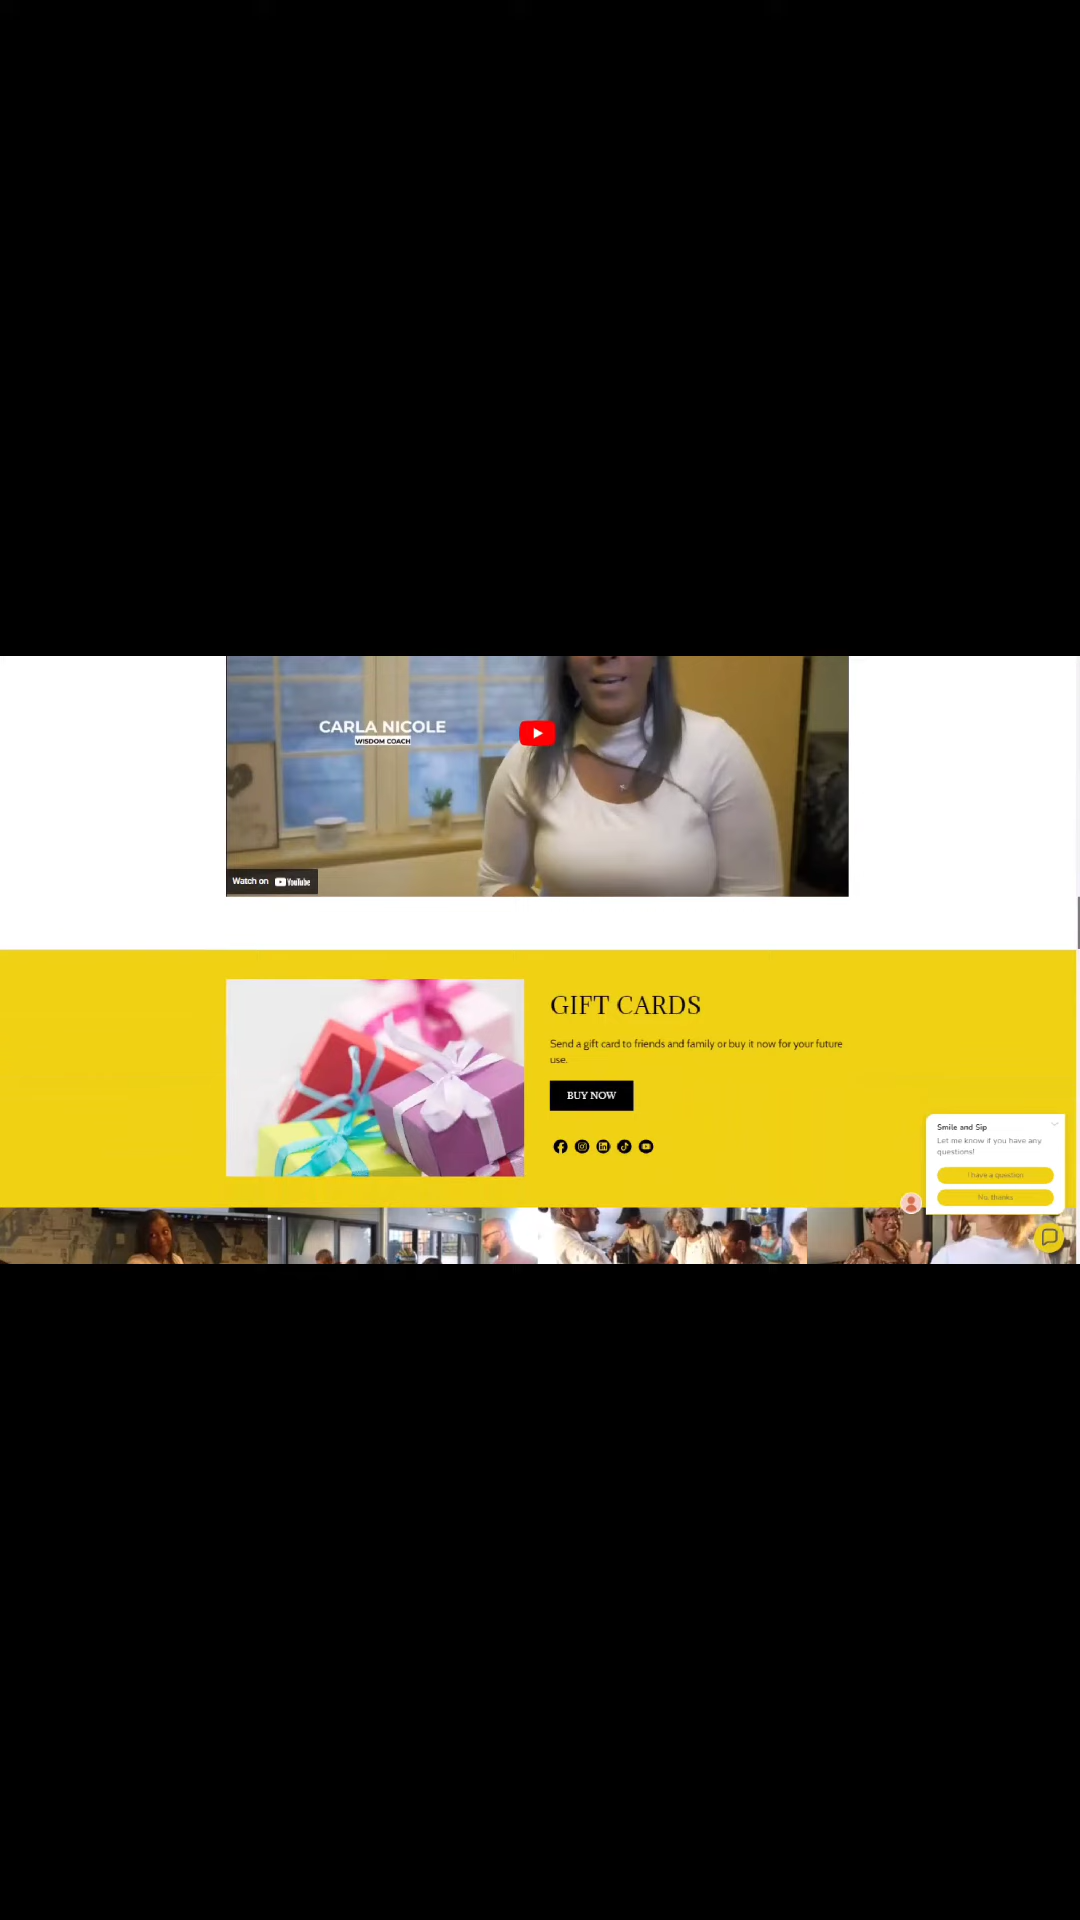 CARLA NICOLE
WISDOM COACH
Watch on YouTube
GIFT CARDS
Send a gift card to friends and family or buy it now for your future
use.
BUY NOW
Smile and Sip
Let me know if you have any
questions!
I have a question
No, thanks